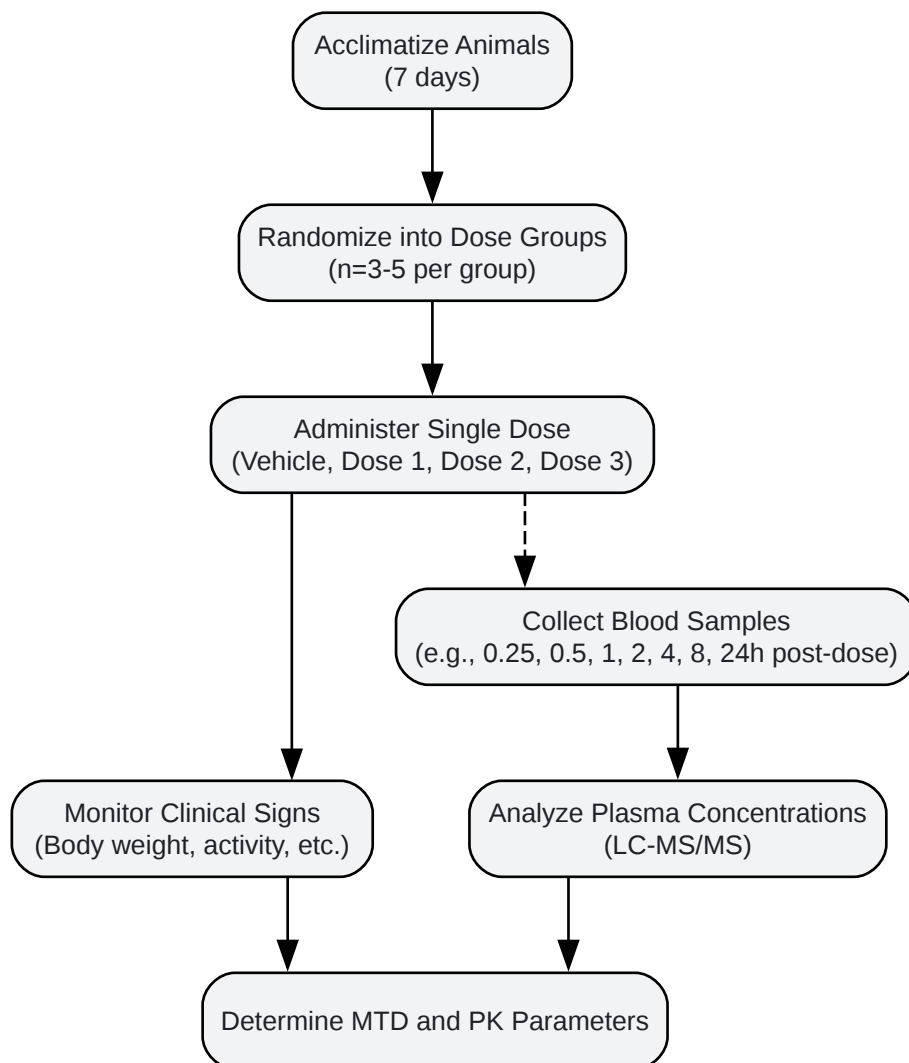 Acclimatize Animals
(7 days)
Randomize into Dose Groups
(n=3-5 per group)
Administer Single Dose
(Vehicle, Dose 1, Dose 2, Dose 3)
Collect Blood Samples
(e.g., 0.25, 0.5, 1, 2, 4, 8, 24h post-dose)
Monitor Clinical Signs
(Body weight, activity, etc.)
Analyze Plasma Concentrations
(LC-MS/MS)
Determine MTD and PK Parameters